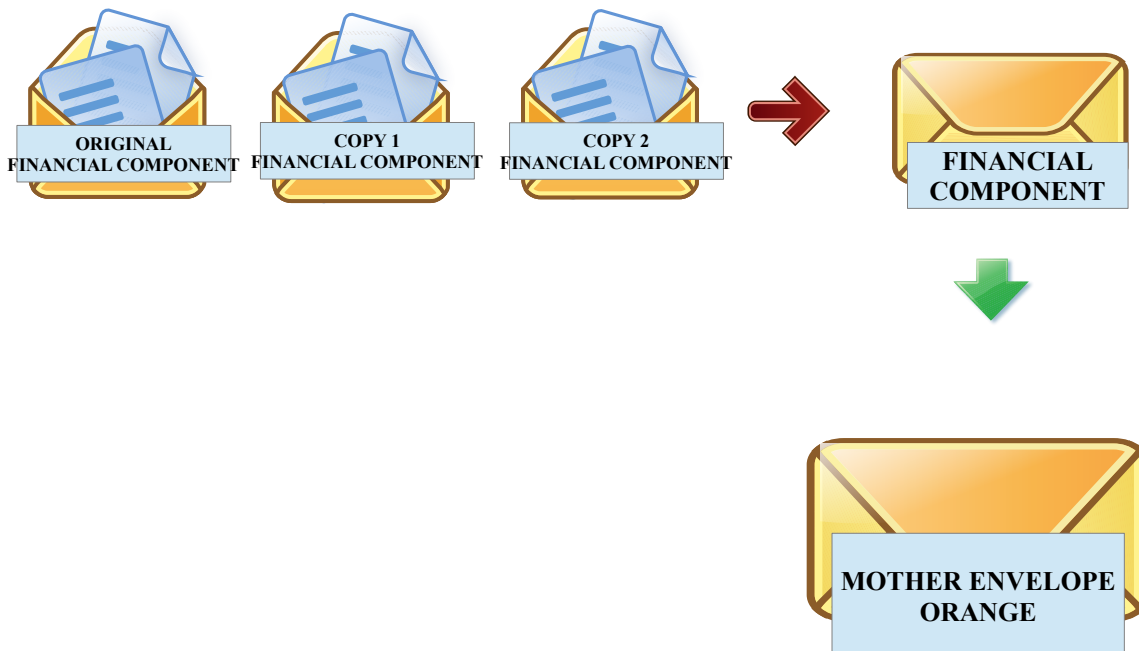 ORIGINAL
FINANCIAL COMPONENT
COPY 1
FINANCIAL COMPONENT
COPY 2
FINANCIAL COMPONENT
FINANCIAL
COMPONENT
MOTHER ENVELOPE
ORANGE